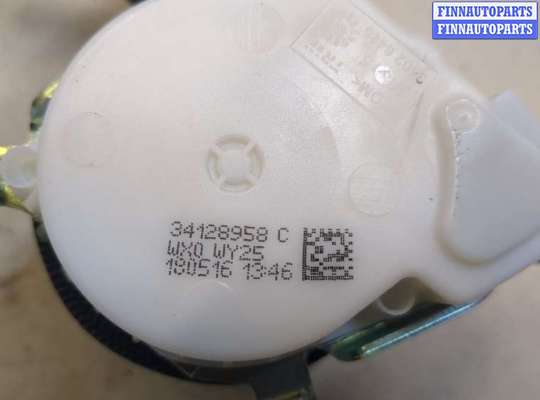 FINNAUTOPARTS
FINNAUTOPARTS
34128958 C
WX0 WY25
180516 13:46